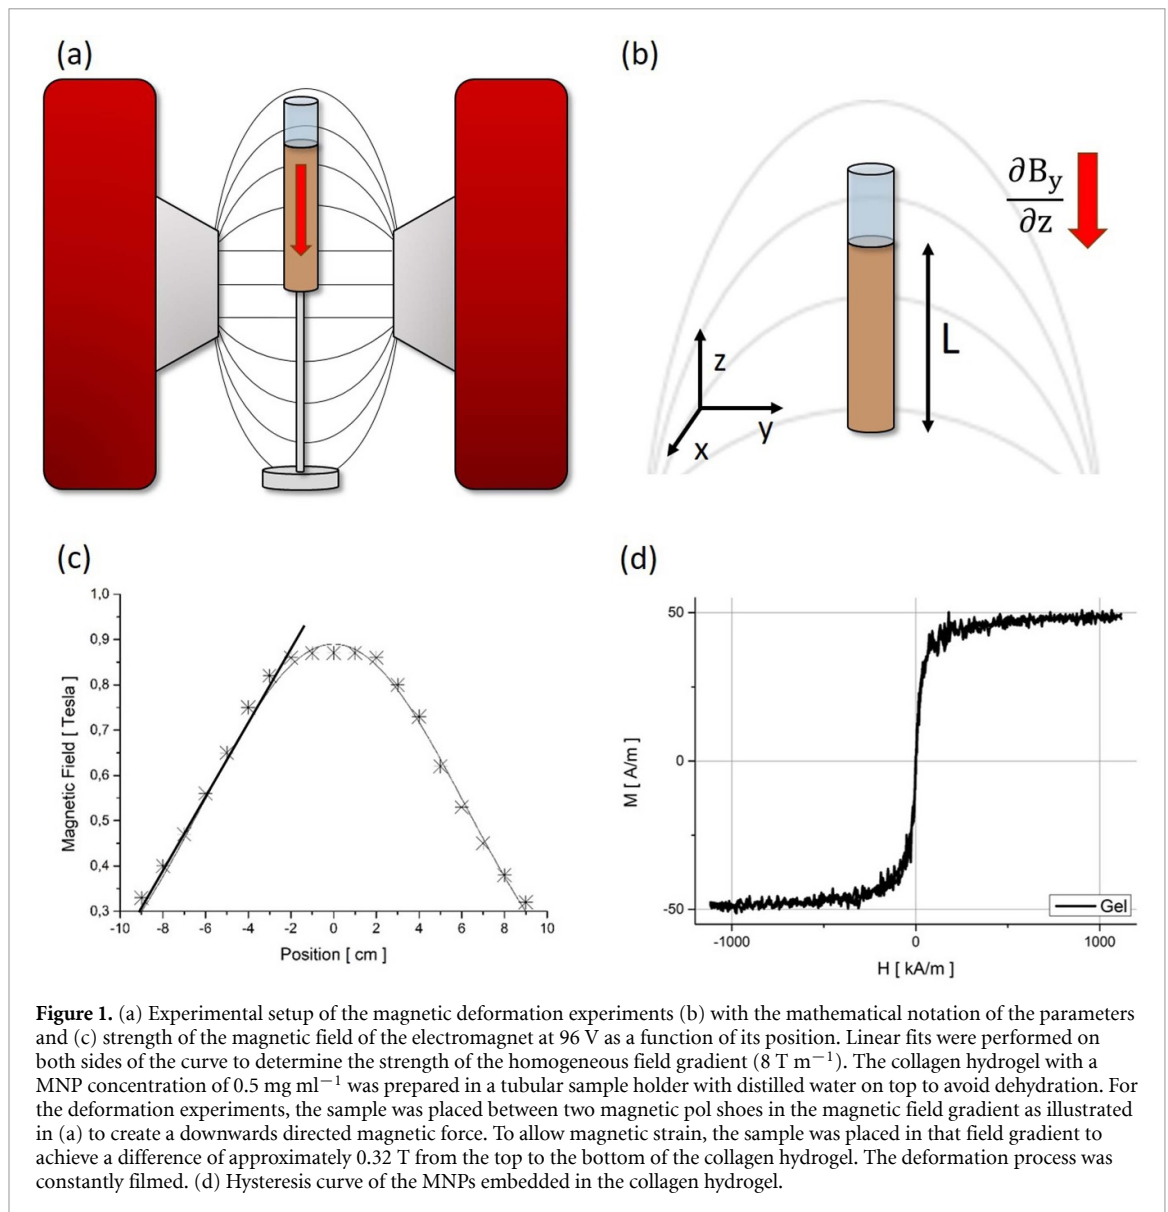 (a)
(b)
∂B_y
∂z
L
z
y
x
(c)
1,0
0,9
0,8
0,7
0,6
0,5
0,4
0,3
Magnetic Field [ Tesla ]
-10 -8 -6 -4 -2 0 2 4 6 8 10
Position [ cm ]
(d)
50
0
-50
M [ A/m ]
Gel
-1000 0 1000
H [ kA/m ]
Figure 1. (a) Experimental setup of the magnetic deformation experiments (b) with the mathematical notation of the parameters
and (c) strength of the magnetic field of the electromagnet at 96 V as a function of its position. Linear fits were performed on
both sides of the curve to determine the strength of the homogeneous field gradient (8 T m⁻¹). The collagen hydrogel with a
MNP concentration of 0.5 mg ml⁻¹ was prepared in a tubular sample holder with distilled water on top to avoid dehydration. For
the deformation experiments, the sample was placed between two magnetic pol shoes in the magnetic field gradient as illustrated
in (a) to create a downwards directed magnetic force. To allow magnetic strain, the sample was placed in that field gradient to
achieve a difference of approximately 0.32 T from the top to the bottom of the collagen hydrogel. The deformation process was
constantly filmed. (d) Hysteresis curve of the MNPs embedded in the collagen hydrogel.